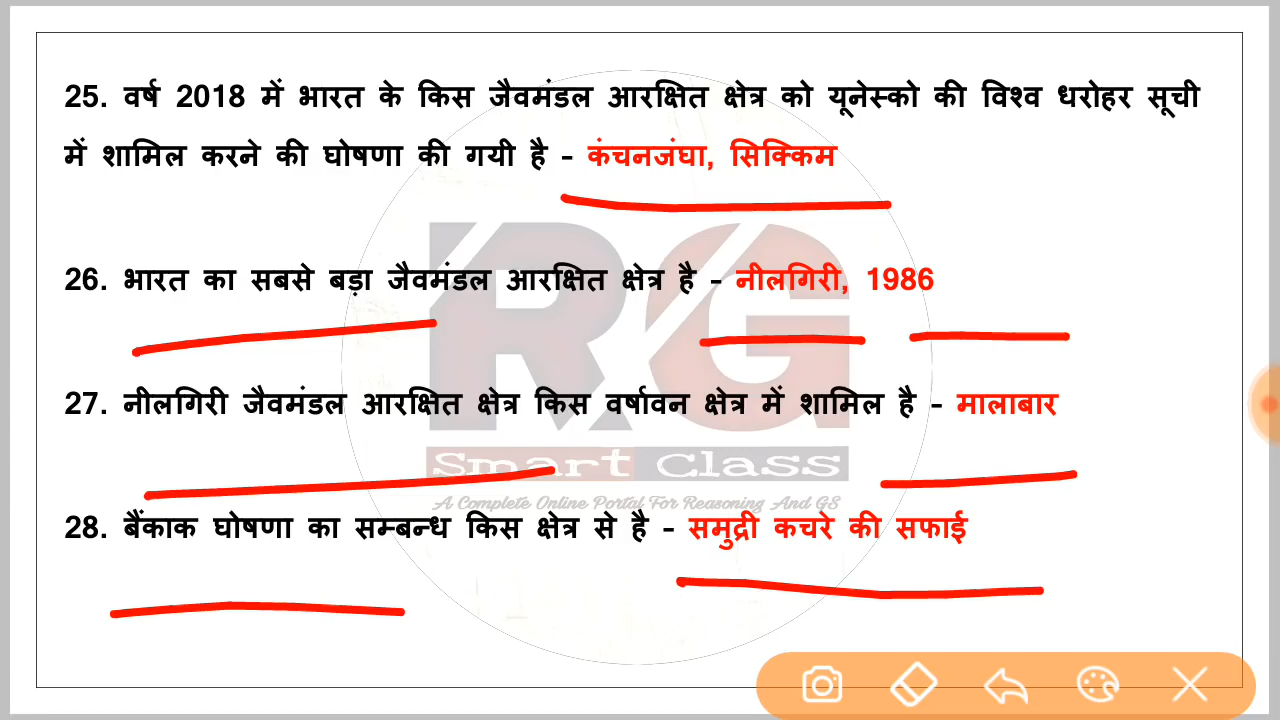 25. वर्ष 2018 में भारत के किस जैवमंडल आरक्षित क्षेत्र को यूनेस्को की विश्व धरोहर सूची
में शामिल करने की घोषणा की गयी है – कंचनजंघा, सिक्किम
26. भारत का सबसे बड़ा जैवमंडल आरक्षित क्षेत्र है – नीलगिरी, 1986
27. नीलगिरी जैवमंडल आरक्षित क्षेत्र किस वर्षावन क्षेत्र में शामिल है – मालाबार
RG
Smart Class
A Complete Online Portal For Reasoning And GS
28. बैंकाक घोषणा का सम्बन्ध किस क्षेत्र से है – समुद्री कचरे की सफाई